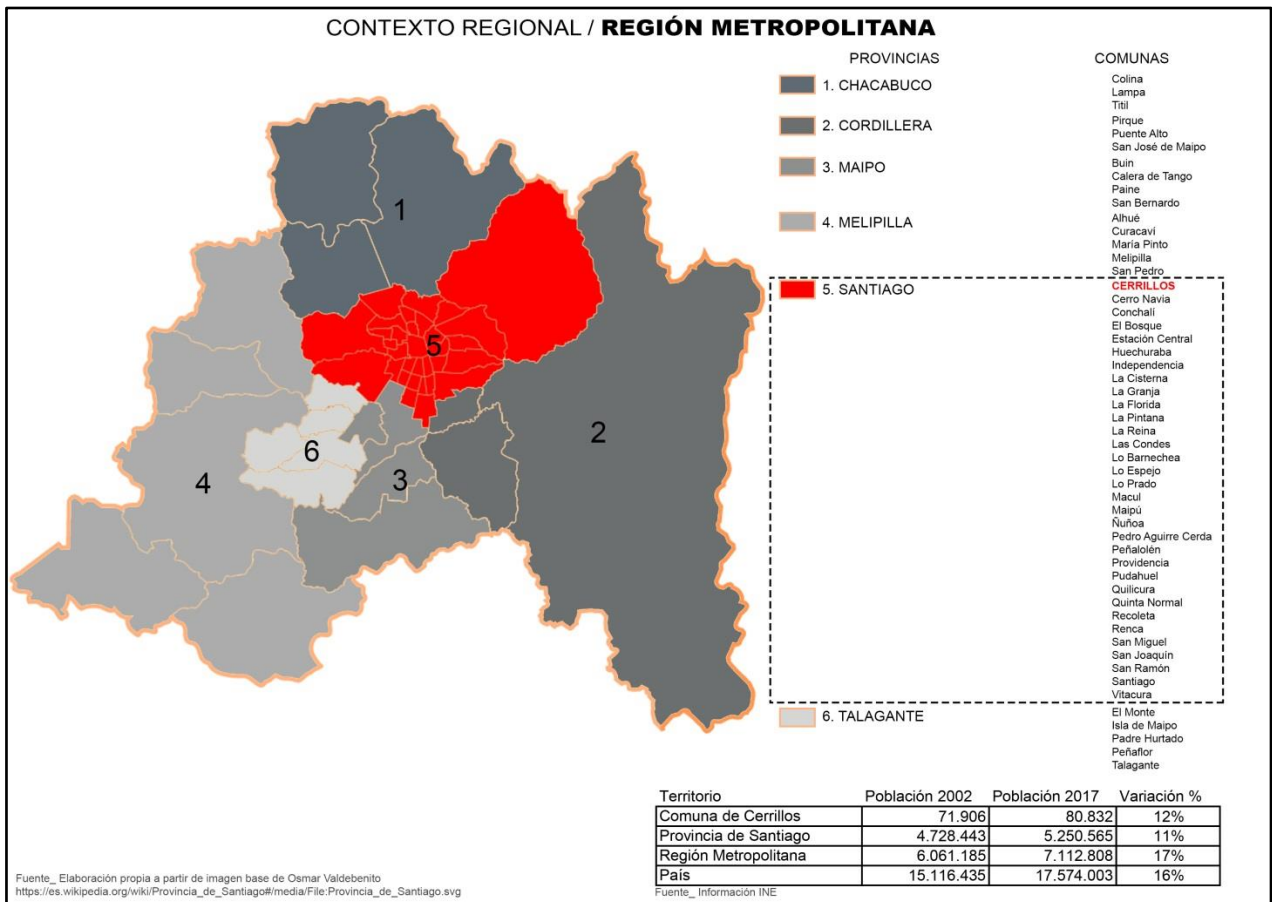 CONTEXTO REGIONAL / REGIÓN METROPOLITANA
PROVINCIAS COMUNAS
1. CHACABUCO
Colina
Lampa
Titil
2. CORDILLERA
Pirque
Puente Alto
San José de Maipo
3. MAIPO
Buin
Calera de Tango
Paine
San Bernardo
4. MELIPILLA
Alhué
Curacaví
María Pinto
Melipilla
San Pedro
5. SANTIAGO
CERRILLOS
Cerro Navia
Conchalí
El Bosque
Estación Central
Huechuraba
Independencia
La Cisterna
La Granja
La Florida
La Pintana
La Reina
Las Condes
Lo Barnechea
Lo Espejo
Lo Prado
Macul
Maipú
Ñuñoa
Pedro Aguirre Cerda
Peñalolén
Providencia
Pudahuel
Quilicura
Quinta Normal
Recoleta
Renca
San Miguel
San Joaquín
San Ramón
Santiago
Vitacura
6. TALAGANTE
El Monte
Isla de Maipo
Padre Hurtado
Peñaflor
Talagante
1
5
2
6
3
4
Territorio Población 2002 Población 2017 Variación %
Comuna de Cerrillos 71.906 80.832 12%
Provincia de Santiago 4.728.443 5.250.565 11%
Región Metropolitana 6.061.185 7.112.808 17%
País 15.116.435 17.574.003 16%
Fuente_ Información INE
Fuente_ Elaboración propia a partir de imagen base de Osmar Valdebenito
https://es.wikipedia.org/wiki/Provincia_de_Santiago#/media/File:Provincia_de_Santiago.svg